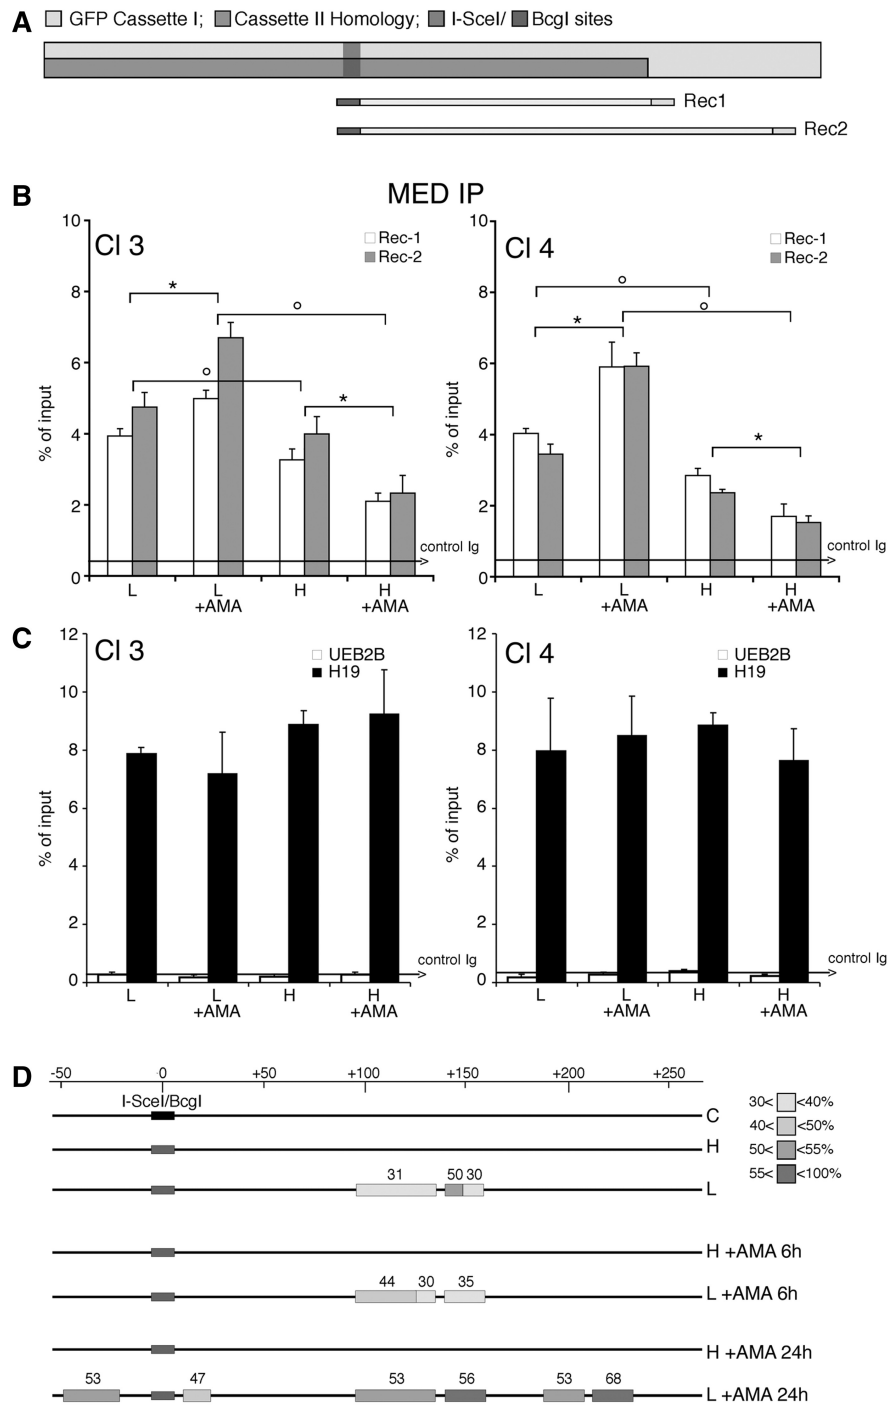 A GFP Cassette I; Cassette II Homology; I-SceI/ BcgI sites
Rec1
Rec2
B MED IP
Cl 3
Rec-1
Rec-2
% of input
10
8
6
4
2
0
*
°
°
*
control Ig
L L +AMA H H +AMA
Cl 4
Rec-1
Rec-2
% of input
10
8
6
4
2
0
°
°
*
*
control Ig
L L +AMA H H +AMA
C
Cl 3
UEB2B
H19
% of input
12
10
8
6
4
2
0
control Ig
L L +AMA H H +AMA
Cl 4
UEB2B
H19
% of input
12
10
8
6
4
2
0
control Ig
L L +AMA H H +AMA
D
-50 0 +50 +100 +150 +200 +250
I-SceI/BcgI
C
H
31 50 30
L
H +AMA 6h
44 30 35
L +AMA 6h
H +AMA 24h
53 47 53 56 53 68
L +AMA 24h
30< <40%
40< <50%
50< <55%
55< <100%